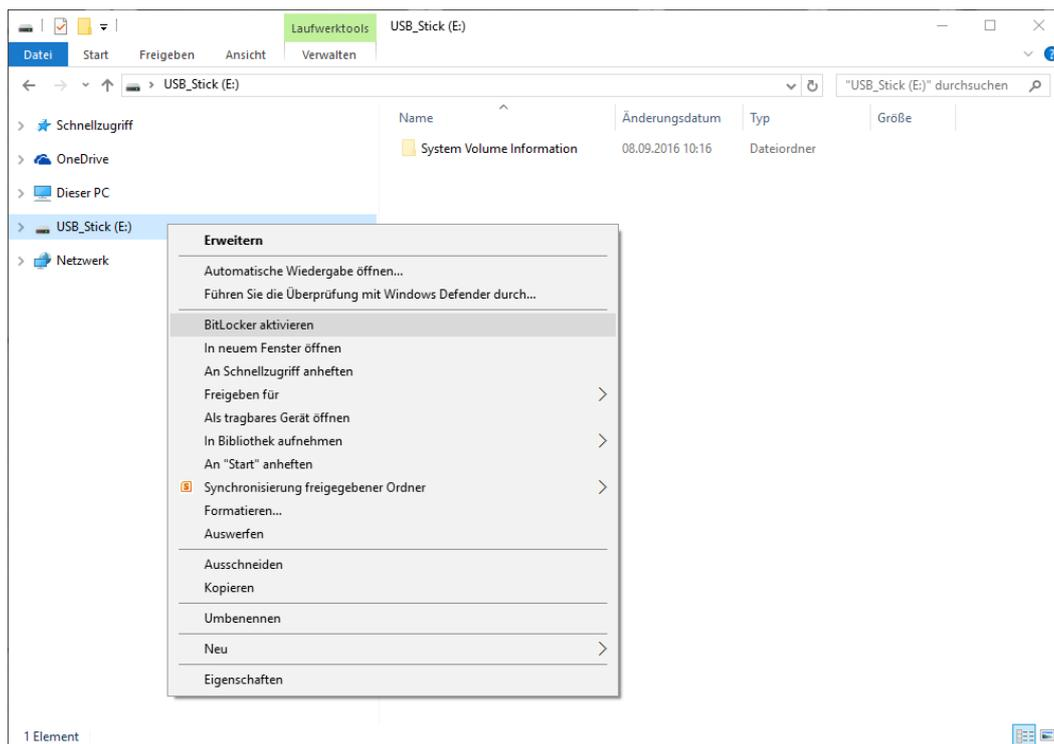 Laufwerktools
USB_Stick (E:)
Datei
Start
Freigeben
Ansicht
Verwalten
USB_Stick (E:)
"USB_Stick (E:)" durchsuchen
Schnellzugriff
OneDrive
Dieser PC
USB_Stick (E:)
Netzwerk
Name
Änderungsdatum
Typ
Größe
System Volume Information
08.09.2016 10:16
Dateiordner
Erweitern
Automatische Wiedergabe öffnen...
Führen Sie die Überprüfung mit Windows Defender durch...
BitLocker aktivieren
In neuem Fenster öffnen
An Schnellzugriff anheften
Freigeben für
Als tragbares Gerät öffnen
In Bibliothek aufnehmen
An "Start" anheften
S
Synchronisierung freigegebener Ordner
Formatieren...
Auswerfen
Ausschneiden
Kopieren
Umbenennen
Neu
Eigenschaften
1 Element